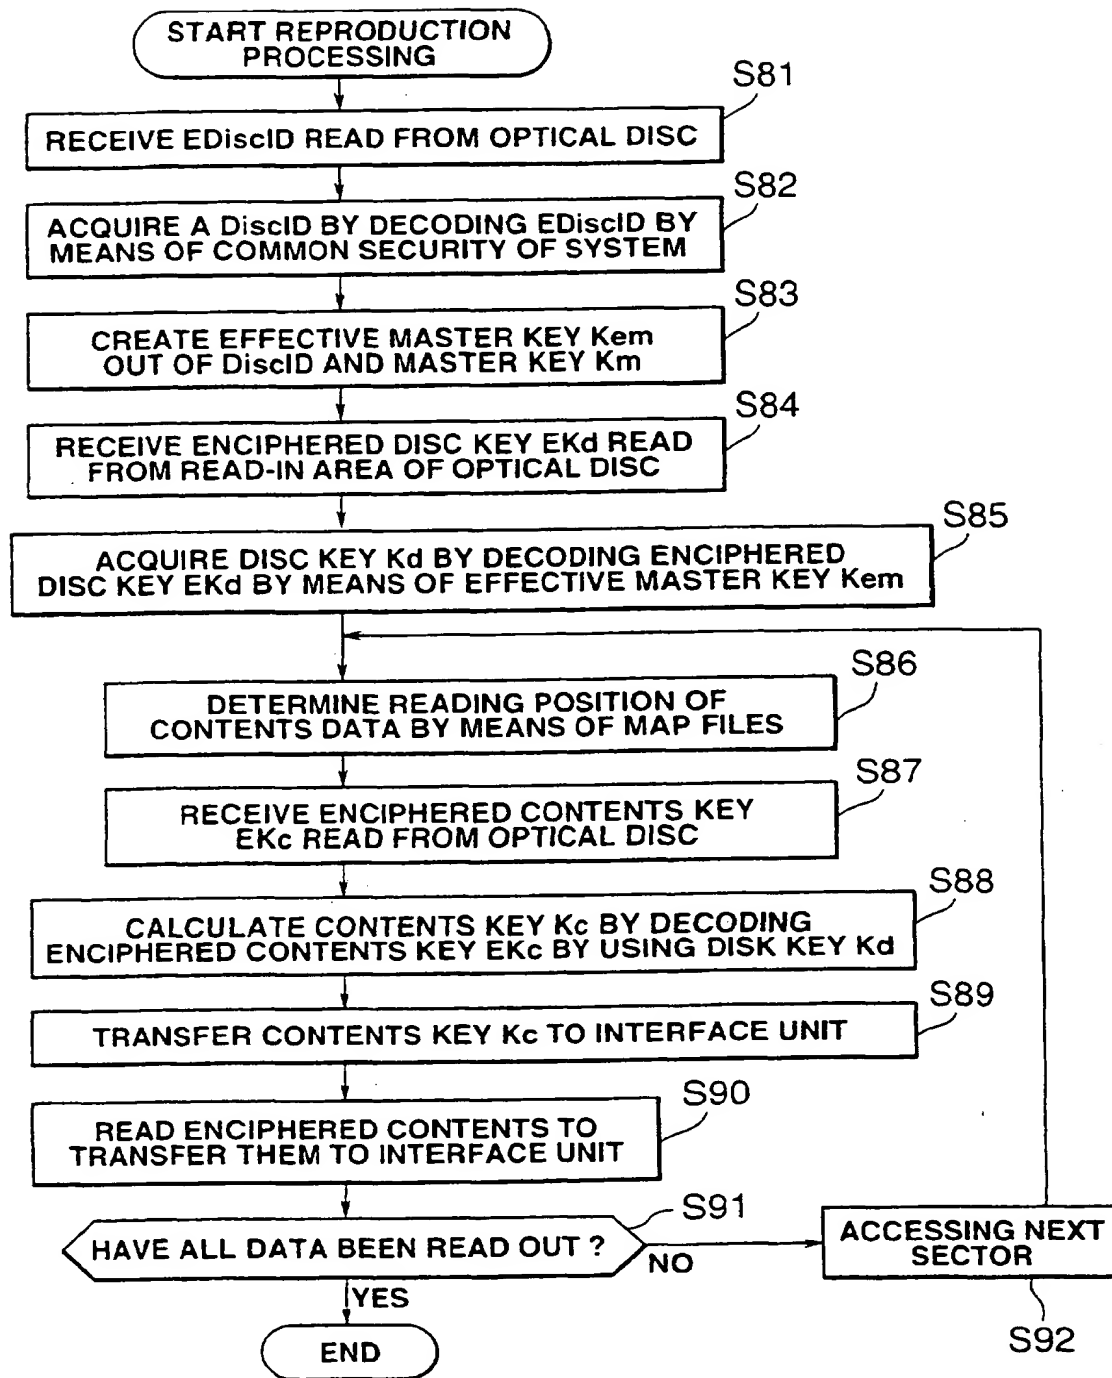 START REPRODUCTION
PROCESSING
S81
RECEIVE EDiscID READ FROM OPTICAL DISC
S82
ACQUIRE A DiscID BY DECODING EDiscID BY
MEANS OF COMMON SECURITY OF SYSTEM
S83
CREATE EFFECTIVE MASTER KEY Kem
OUT OF DiscID AND MASTER KEY Km
S84
RECEIVE ENCIPHERED DISC KEY EKd READ
FROM READ-IN AREA OF OPTICAL DISC
S85
ACQUIRE DISC KEY Kd BY DECODING ENCIPHERED
DISC KEY EKd BY MEANS OF EFFECTIVE MASTER KEY Kem
S86
DETERMINE READING POSITION OF
CONTENTS DATA BY MEANS OF MAP FILES
S87
RECEIVE ENCIPHERED CONTENTS KEY
EKc READ FROM OPTICAL DISC
S88
CALCULATE CONTENTS KEY Kc BY DECODING
ENCIPHERED CONTENTS KEY EKc BY USING DISK KEY Kd
S89
TRANSFER CONTENTS KEY Kc TO INTERFACE UNIT
S90
READ ENCIPHERED CONTENTS TO
TRANSFER THEM TO INTERFACE UNIT
S91
HAVE ALL DATA BEEN READ OUT ?
NO
ACCESSING NEXT
SECTOR
S92
YES
END